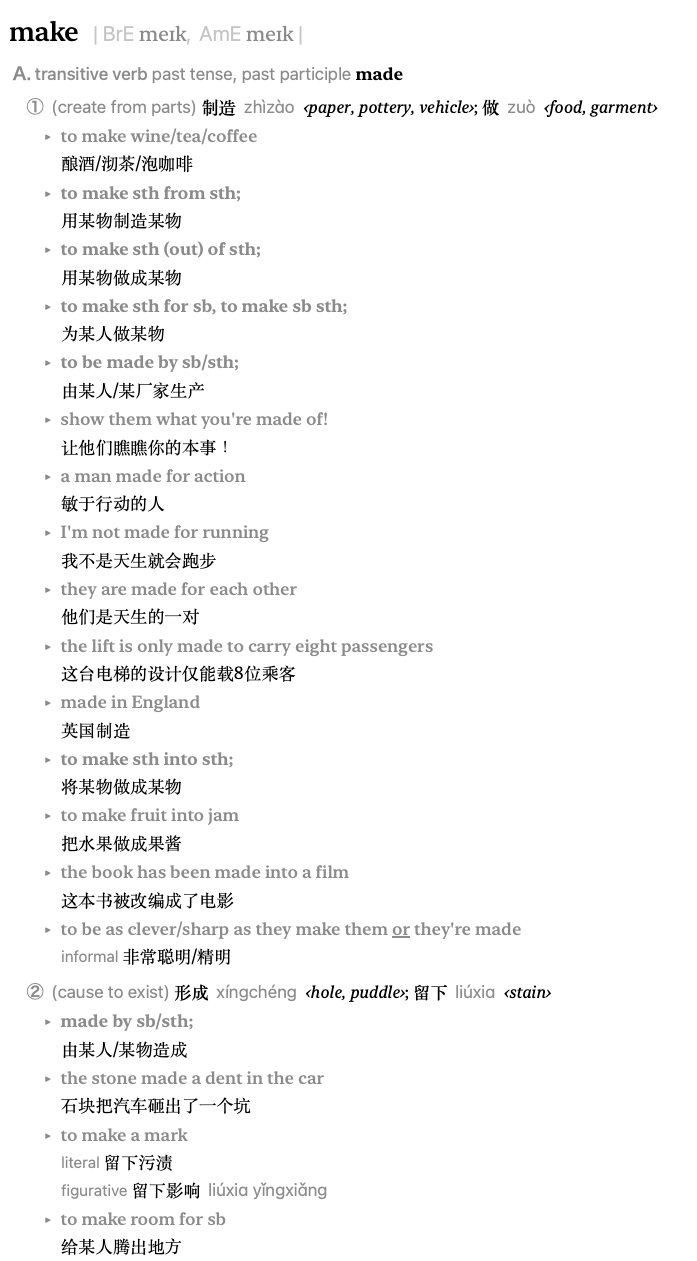 make | BrE meɪk, AmE meɪk |
A. transitive verb past tense, past participle made
① (create from parts) 制造 zhìzào ‹paper, pottery, vehicle›; 做 zuò ‹food, garment›
▸ to make wine/tea/coffee
酿酒/沏茶/泡咖啡
▸ to make sth from sth;
用某物制造某物
▸ to make sth (out) of sth;
用某物做成某物
▸ to make sth for sb, to make sb sth;
为某人做某物
▸ to be made by sb/sth;
由某人/某厂家生产
▸ show them what you're made of!
让他们瞧瞧你的本事！
▸ a man made for action
敏于行动的人
▸ I'm not made for running
我不是天生就会跑步
▸ they are made for each other
他们是天生的一对
▸ the lift is only made to carry eight passengers
这台电梯的设计仅能载8位乘客
▸ made in England
英国制造
▸ to make sth into sth;
将某物做成某物
▸ to make fruit into jam
把水果做成果酱
▸ the book has been made into a film
这本书被改编成了电影
▸ to be as clever/sharp as they make them or they're made
informal 非常聪明/精明
② (cause to exist) 形成 xíngchéng ‹hole, puddle›; 留下 liúxia ‹stain›
▸ made by sb/sth;
由某人/某物造成
▸ the stone made a dent in the car
石块把汽车砸出了一个坑
▸ to make a mark
literal 留下污渍
figurative 留下影响 liúxia yǐngxiǎng
▸ to make room for sb
给某人腾出地方